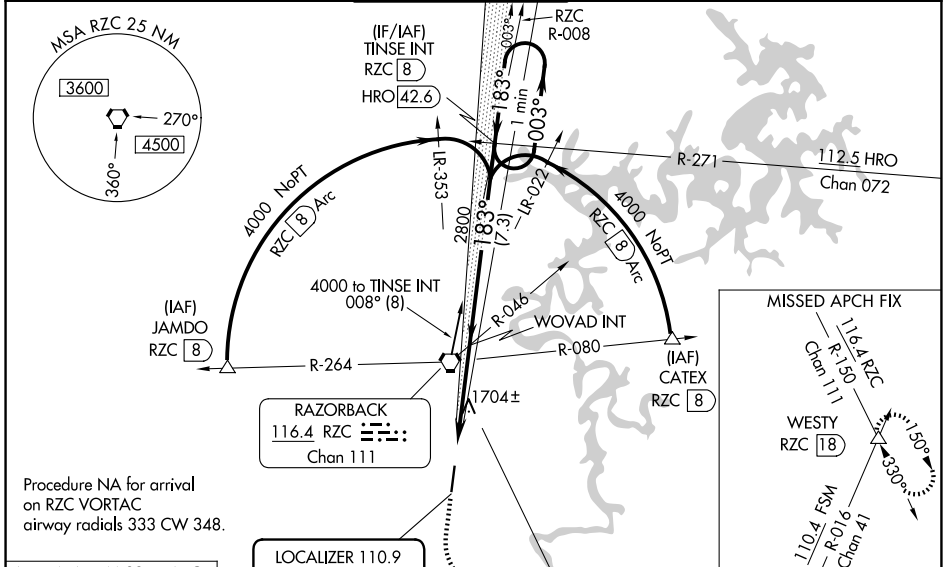 MSA RZC 25 NM
3600
270°
4500
360°
(IF/IAF)
TINSE INT
RZC 8
HRO 42.6
RZC
R-008
003°
183°
1 min
003°
R-271
112.5 HRO
Chan 072
4000 NoPT
RZC 8 Arc
LR-353
2800
183°
(7.3)
LR-022
4000 NoPT
RZC 8 Arc
4000 to TINSE INT
008° (8)
R-046
WOVAD INT
(IAF)
JAMDO
RZC 8
R-264
R-080
(IAF)
CATEX
RZC 8
1704±
RAZORBACK
116.4 RZC
Chan 111
Procedure NA for arrival
on RZC VORTAC
airway radials 333 CW 348.
LOCALIZER 110.9
MISSED APCH FIX
116.4 RZC
R-150
Chan 111
WESTY
RZC 18
150°
330°
110.4 FSM
R-016
Chan 41